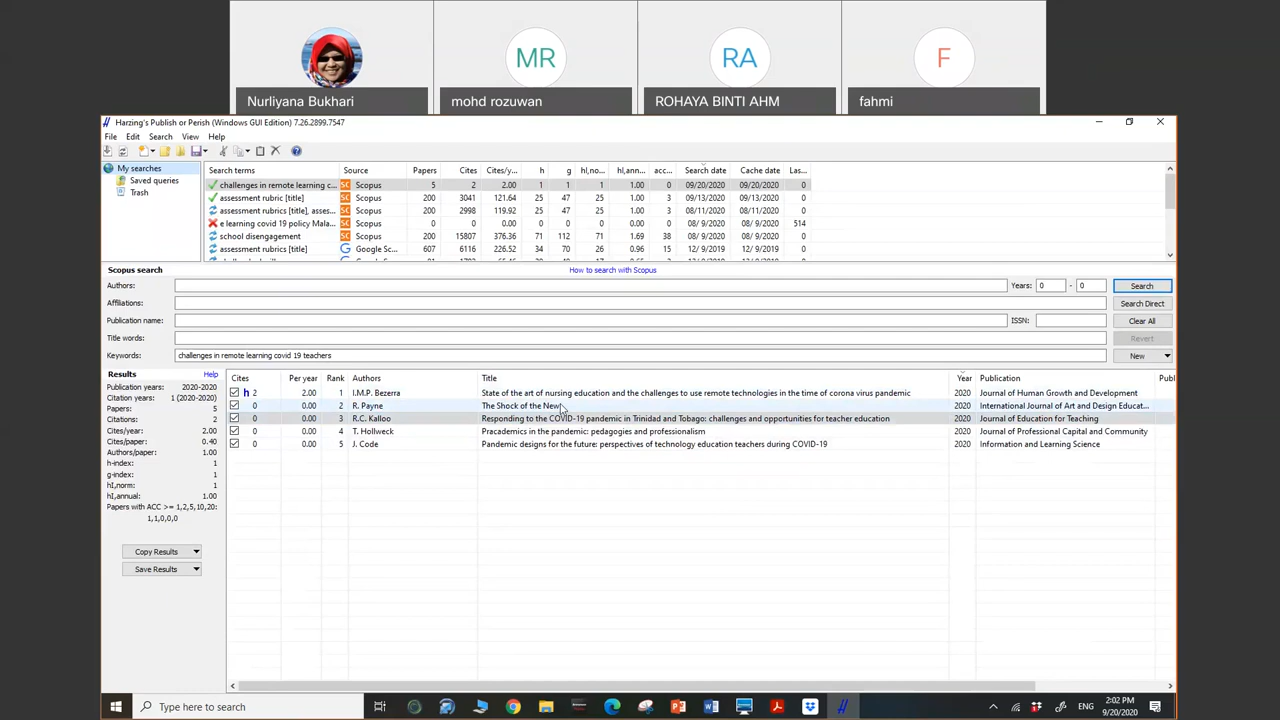 MR
RA
F
Nurliyana Bukhari
mohd rozuwan
ROHAYA BINTI AHM
fahmi
Harzing's Publish or Perish (Windows GUI Edition) 7.26.2899.7547
File Edit Search View Help
My searches
Saved queries
Trash
Search terms Source Papers Cites Cites/y... h g hI,no... hI,ann... acc... Search date Cache date Las...
challenges in remote learning c... Scopus 5 2 2.00 1 1 1 1.00 0 09/20/2020 09/20/2020 0
assessment rubric [title] Scopus 200 3041 121.64 25 47 25 1.00 3 09/13/2020 09/13/2020 0
assessment rubrics [title], asses... Scopus 200 2998 119.92 25 47 25 1.00 3 08/11/2020 08/11/2020 0
e learning covid 19 policy Mala... Scopus 0 0 0.00 0 0 0 0.00 0 08/ 9/2020 08/ 9/2020 514
school disengagement Scopus 200 15807 376.36 71 112 71 1.69 38 08/ 9/2020 08/ 9/2020 0
assessment rubrics [title] Google Sc... 607 6116 226.52 34 70 26 0.96 15 12/ 9/2019 12/ 9/2019 0
Scopus search How to search with Scopus
Authors: Years: 0 - 0 Search
Affiliations: Search Direct
Publication name: ISSN: Clear All
Title words: Revert
Keywords: challenges in remote learning covid 19 teachers New
Results Help
Publication years: 2020-2020
Citation years: 1 (2020-2020)
Papers: 5
Citations: 2
Cites/year: 2.00
Cites/paper: 0.40
Authors/paper: 1.00
h-index: 1
g-index: 1
hI,norm: 1
hI,annual: 1.00
Papers with ACC >= 1,2,5,10,20:
1,1,0,0,0
Copy Results
Save Results
Cites Per year Rank Authors Title Year Publication Publ
h 2 2.00 1 I.M.P. Bezerra State of the art of nursing education and the challenges to use remote technologies in the time of corona virus pandemic 2020 Journal of Human Growth and Development
0 0.00 2 R. Payne The Shock of the New 2020 International Journal of Art and Design Educat...
0 0.00 3 R.C. Kalloo Responding to the COVID-19 pandemic in Trinidad and Tobago: challenges and opportunities for teacher education 2020 Journal of Education for Teaching
0 0.00 4 T. Hollweck Pracademics in the pandemic: pedagogies and professionalism 2020 Journal of Professional Capital and Community
0 0.00 5 J. Code Pandemic designs for the future: perspectives of technology education teachers during COVID-19 2020 Information and Learning Science
Type here to search
ENG
2:02 PM
9/20/2020